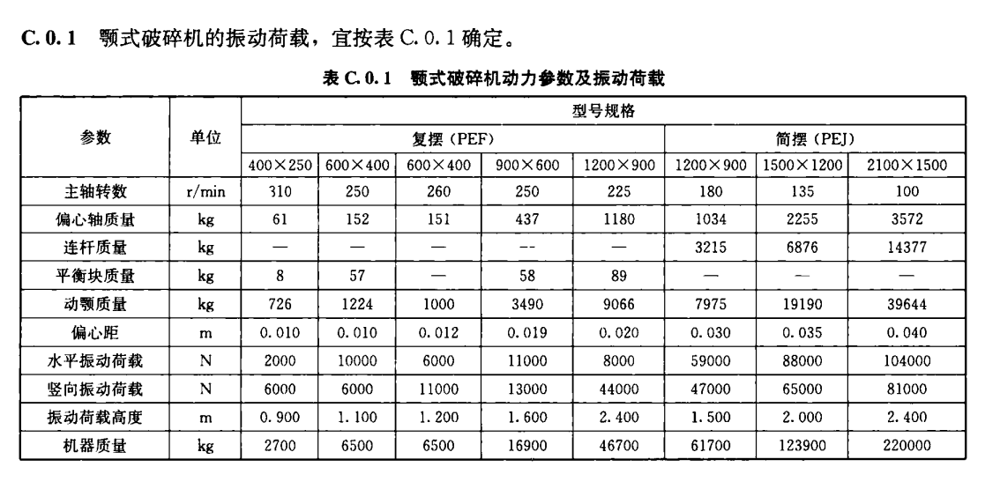 C.0.1 颚式破碎机的振动荷载，宜按表 C.0.1 确定。
表 C.0.1 颚式破碎机动力参数及振动荷载
参数 单位 型号规格
复摆（PEF） 简摆（PEJ）
400×250 600×400 600×400 900×600 1200×900 1200×900 1500×1200 2100×1500
主轴转数 r/min 310 250 260 250 225 180 135 100
偏心轴质量 kg 61 152 151 437 1180 1034 2255 3572
连杆质量 kg — — — -- — 3215 6876 14377
平衡块质量 kg 8 57 — 58 89 — — —
动颚质量 kg 726 1224 1000 3490 9066 7975 19190 39644
偏心距 m 0.010 0.010 0.012 0.019 0.020 0.030 0.035 0.040
水平振动荷载 N 2000 10000 6000 11000 8000 59000 88000 104000
竖向振动荷载 N 6000 6000 11000 13000 44000 47000 65000 81000
振动荷载高度 m 0.900 1.100 1.200 1.600 2.400 1.500 2.000 2.400
机器质量 kg 2700 6500 6500 16900 46700 61700 123900 220000